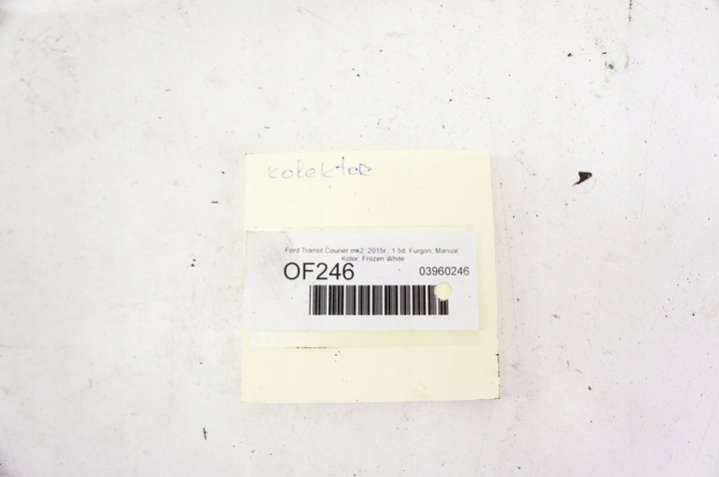 kolektor
Ford Transit Courier mk2; 2015r.; 1.5d; Furgon; Manual;
Kolor: Frozen White
OF246
03960246